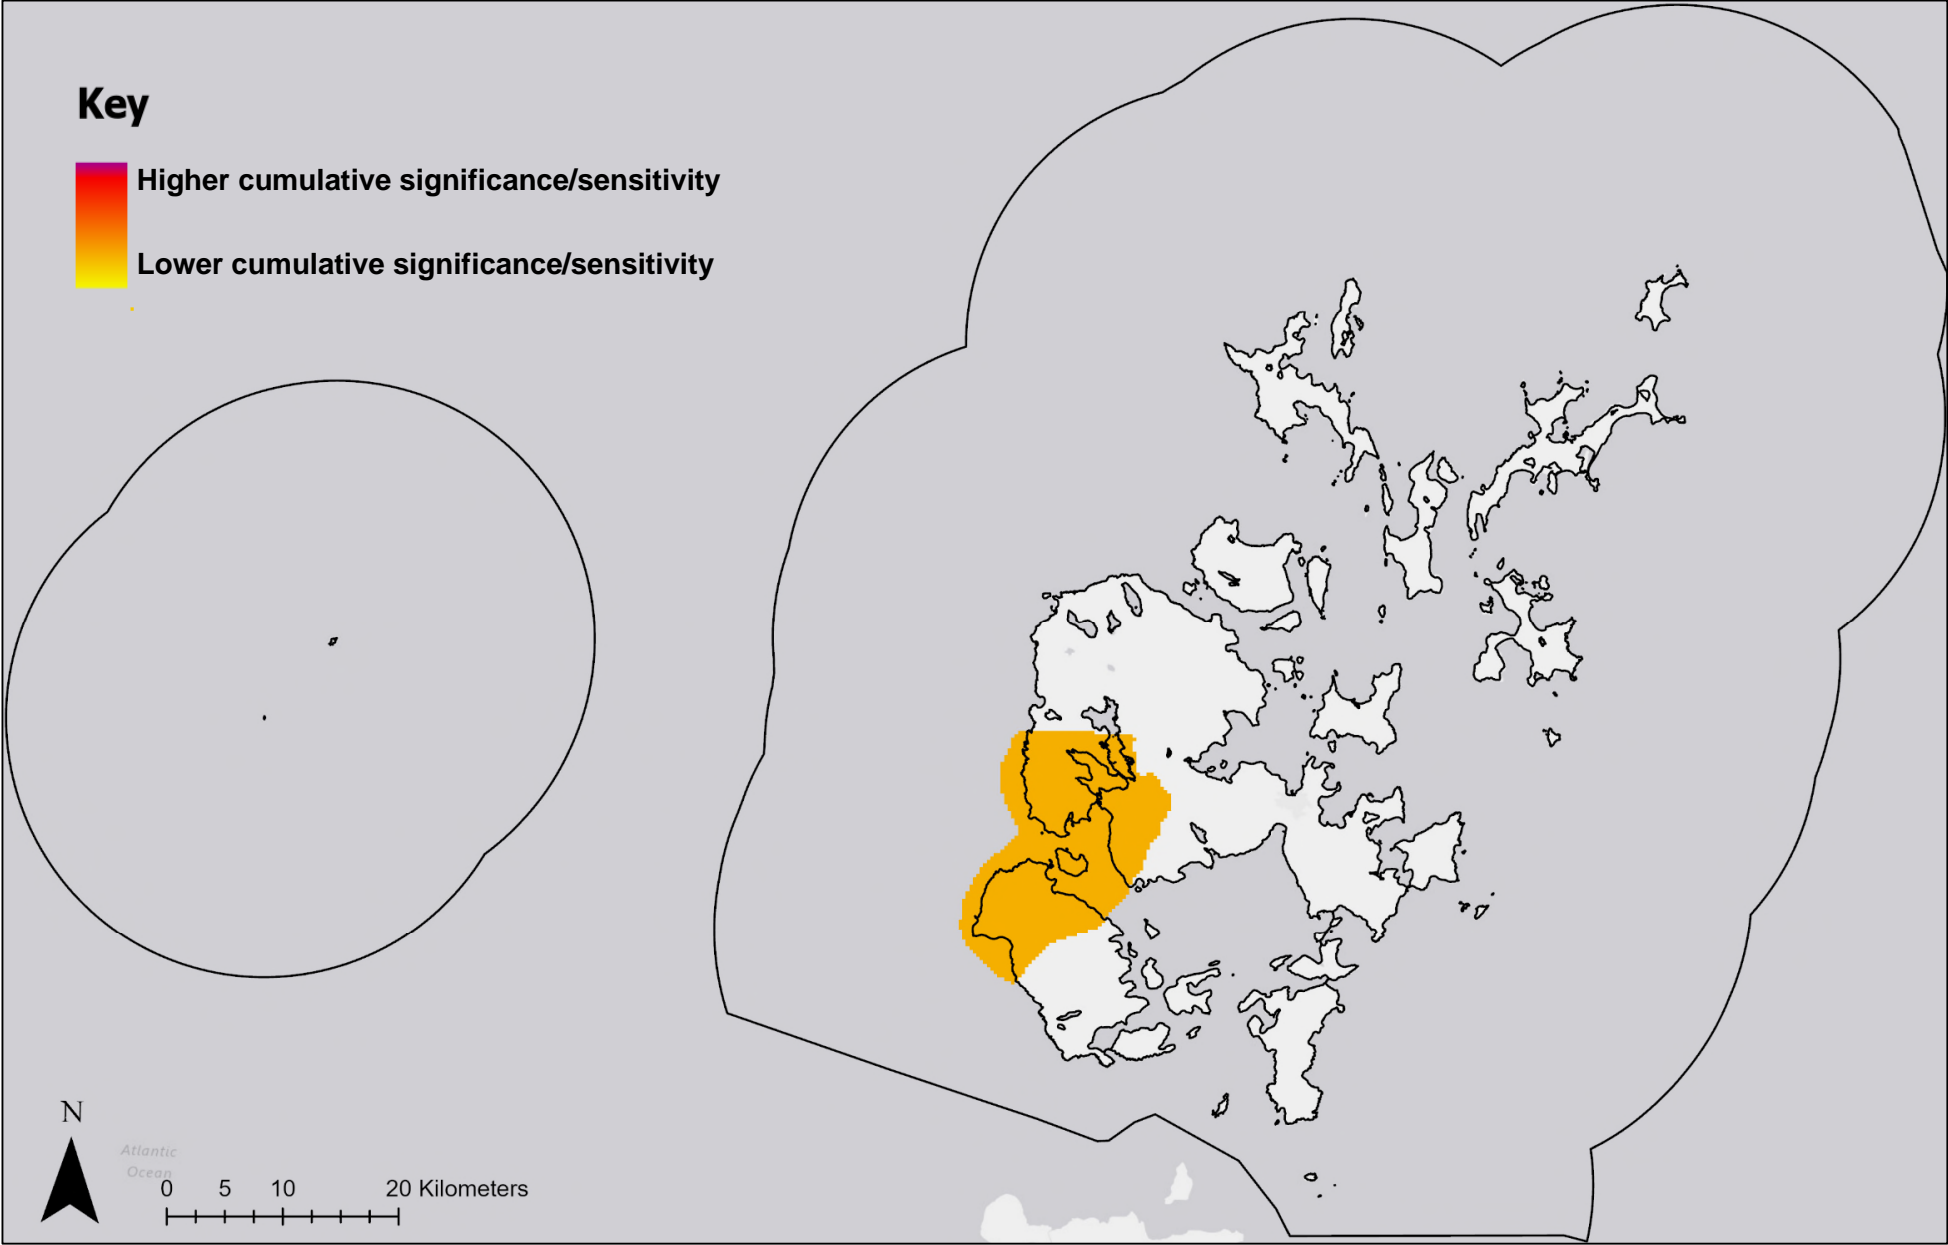 Key
Higher cumulative significance/sensitivity
Lower cumulative significance/sensitivity
N
Atlantic
Ocean
0 5 10 20 Kilometers